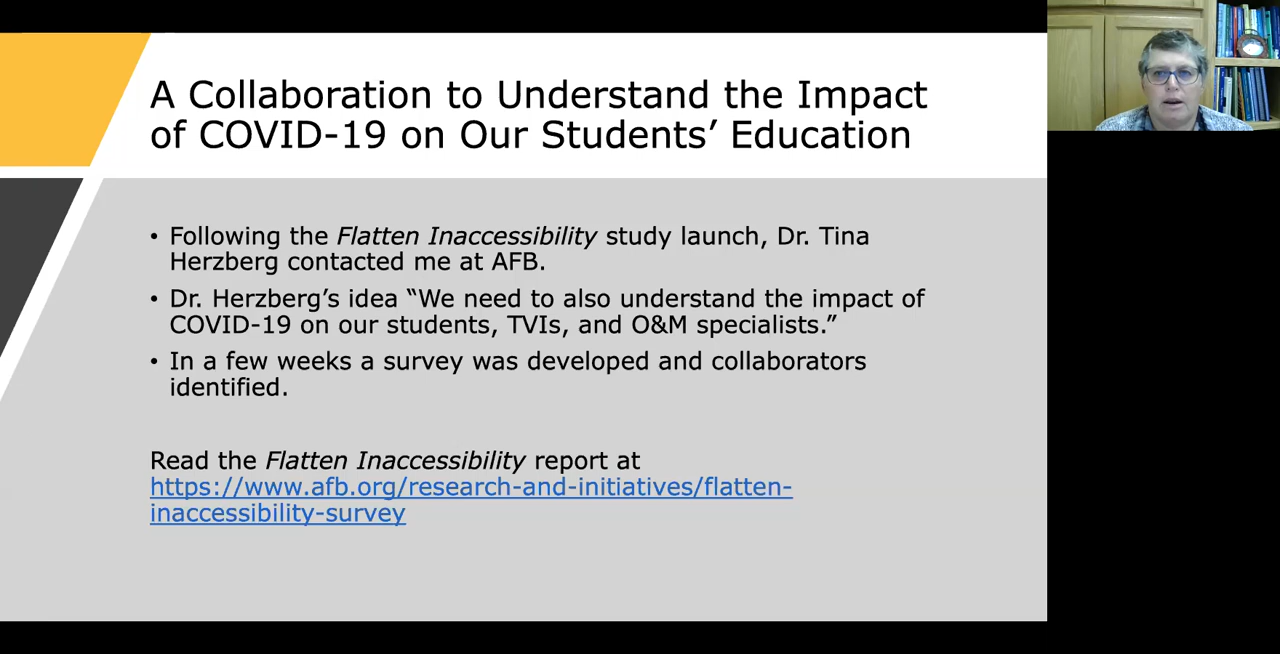 A Collaboration to Understand the Impact
of COVID-19 on Our Students’ Education
• Following the Flatten Inaccessibility study launch, Dr. Tina
Herzberg contacted me at AFB.
• Dr. Herzberg’s idea “We need to also understand the impact of
COVID-19 on our students, TVIs, and O&M specialists.”
• In a few weeks a survey was developed and collaborators
identified.
Read the Flatten Inaccessibility report at
https://www.afb.org/research-and-initiatives/flatten-
inaccessibility-survey